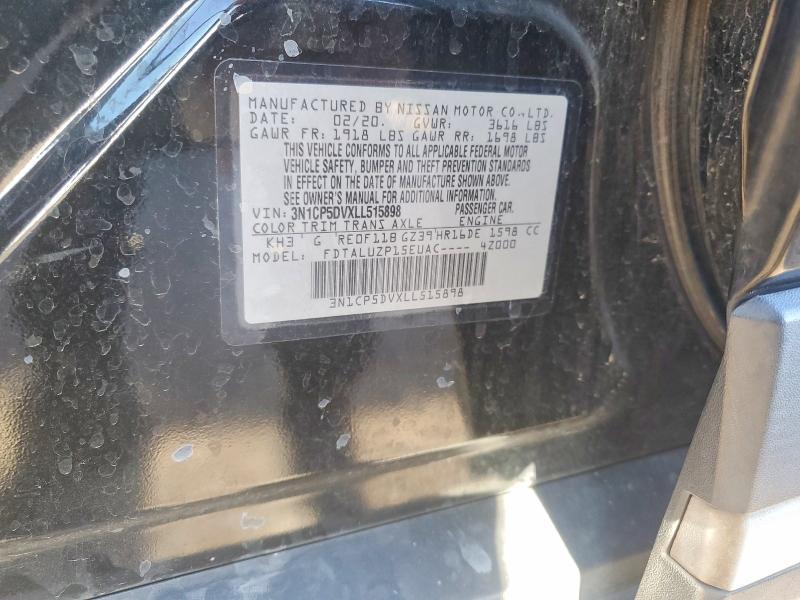 MANUFACTURED BY NISSAN MOTOR CO.,LTD.
DATE: 02/20. GVWR: 3616 LBS
GAWR FR: 1918 LBS GAWR RR: 1698 LBS
THIS VEHICLE CONFORMS TO ALL APPLICABLE FEDERAL MOTOR
VEHICLE SAFETY, BUMPER AND THEFT PREVENTION STANDARDS
IN EFFECT ON THE DATE OF MANUFACTURE SHOWN ABOVE.
SEE OWNER'S MANUAL FOR ADDITIONAL INFORMATION.
VIN: 3N1CP5DVXLL515898 PASSENGER CAR.
COLOR TRIM TRANS AXLE ENGINE
KH3 G RE0F11B GZ39 HR16DE 1598 CC
MODEL: FDTALUZP15EUAC---- 4Z000
3N1CP5DVXLL515898